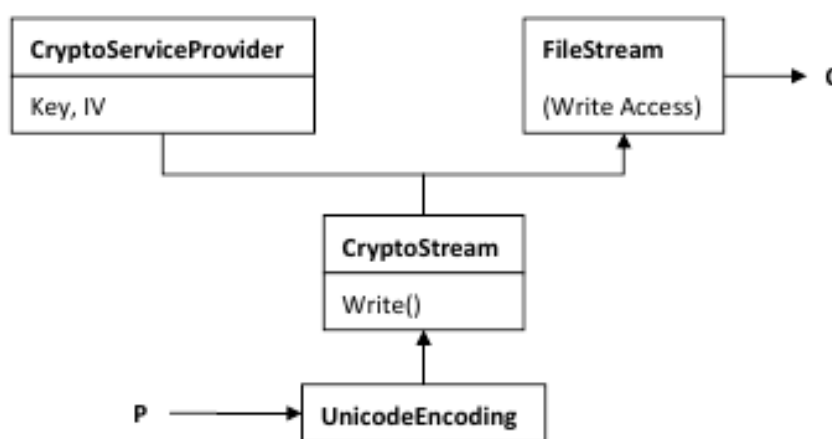 CryptoServiceProvider
Key, IV
FileStream
(Write Access)
CryptoStream
Write()
P
UnicodeEncoding